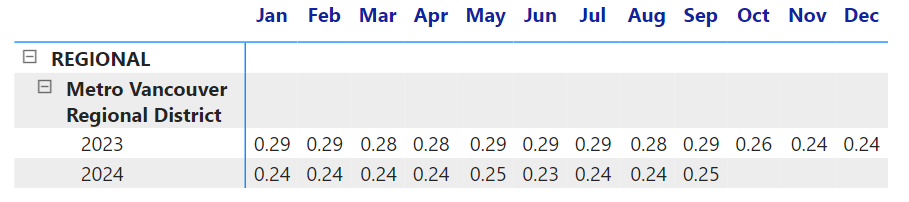 Jan Feb Mar Apr May Jun Jul Aug Sep Oct Nov Dec
REGIONAL
Metro Vancouver
Regional District
2023 0.29 0.29 0.28 0.28 0.29 0.29 0.29 0.28 0.29 0.26 0.24 0.24
2024 0.24 0.24 0.24 0.24 0.25 0.23 0.24 0.24 0.25